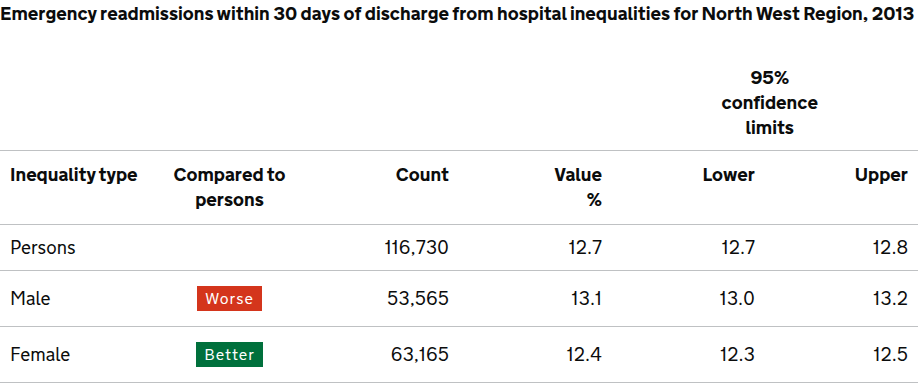 Emergency readmissions within 30 days of discharge from hospital inequalities for North West Region, 2013
95%
confidence
limits
Inequality type Compared to persons Count Value % Lower Upper
Persons 116,730 12.7 12.7 12.8
Male Worse 53,565 13.1 13.0 13.2
Female Better 63,165 12.4 12.3 12.5